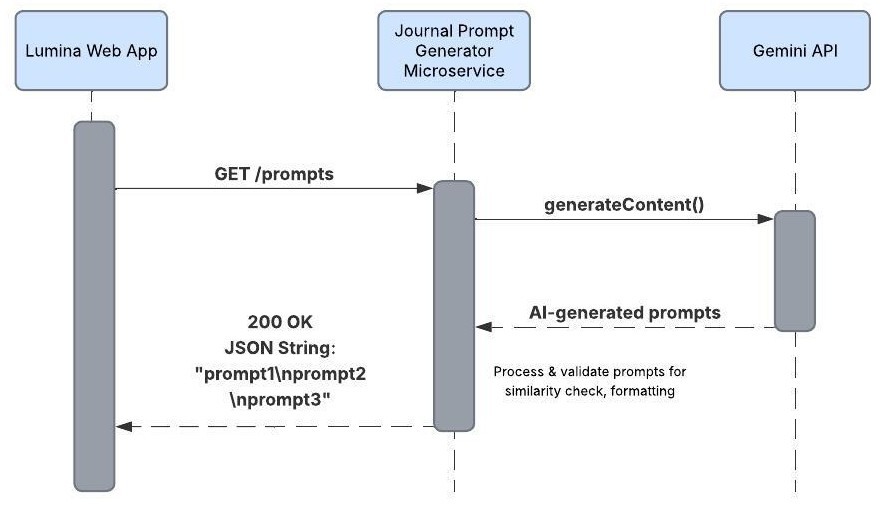 Lumina Web App
Journal Prompt
Generator
Microservice
Gemini API
GET /prompts
generateContent()
AI-generated prompts
200 OK
JSON String:
"prompt1\nprompt2
\nprompt3"
Process & validate prompts for
similarity check, formatting